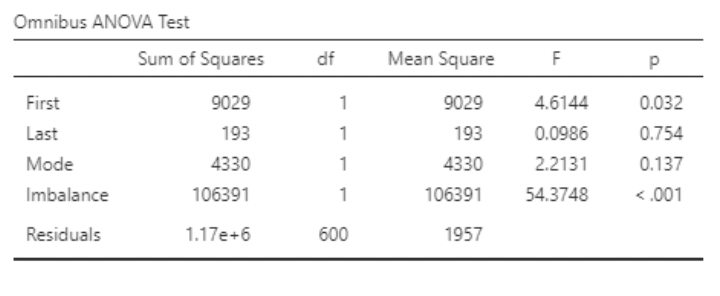 Omnibus ANOVA Test
Sum of Squares df Mean Square F p
First 9029 1 9029 4.6144 0.032
Last 193 1 193 0.0986 0.754
Mode 4330 1 4330 2.2131 0.137
Imbalance 106391 1 106391 54.3748 < .001
Residuals 1.17e+6 600 1957